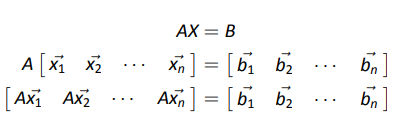 AX = B
A [ x⃗₁ x⃗₂ ⋯ x⃗ₙ ] = [ b⃗₁ b⃗₂ ⋯ b⃗ₙ ]
[ Ax⃗₁ Ax⃗₂ ⋯ Ax⃗ₙ ] = [ b⃗₁ b⃗₂ ⋯ b⃗ₙ ]